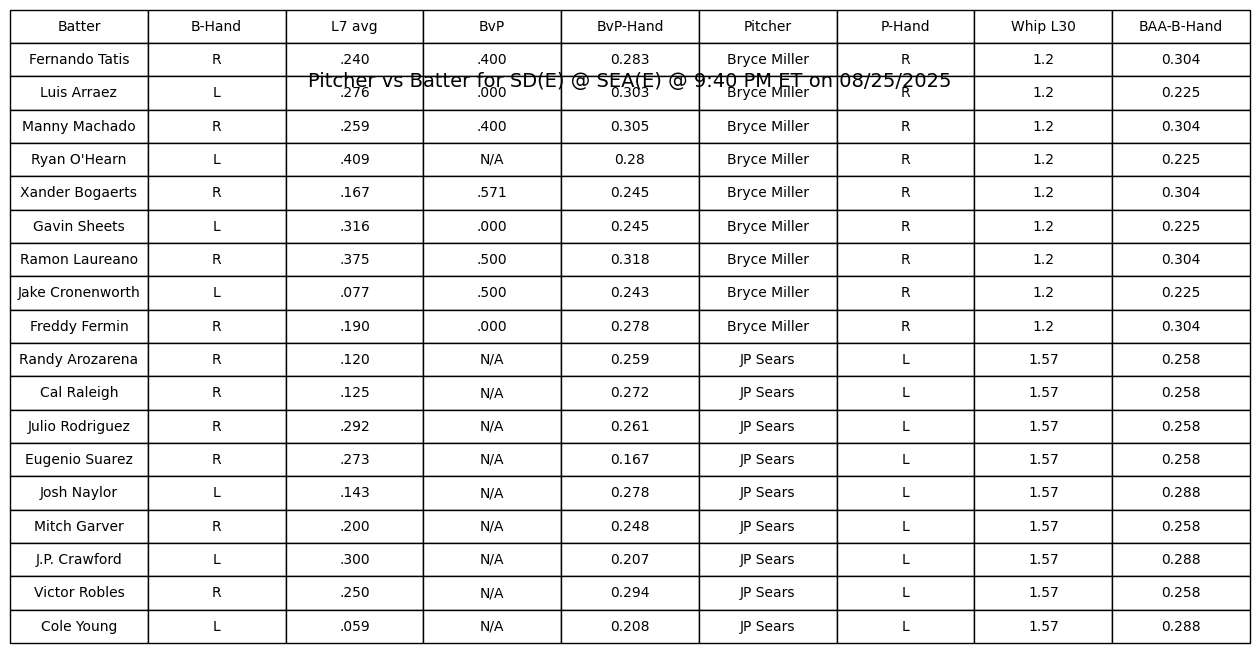 Batter B-Hand L7 avg BvP BvP-Hand Pitcher P-Hand Whip L30 BAA-B-Hand
Fernando Tatis R .240 .400 0.283 Bryce Miller R 1.2 0.304
Pitcher vs Batter for SD(E) @ SEA(E) @ 9:40 PM ET on 08/25/2025
Luis Arraez L .276 .000 0.303 Bryce Miller R 1.2 0.225
Manny Machado R .259 .400 0.305 Bryce Miller R 1.2 0.304
Ryan O'Hearn L .409 N/A 0.28 Bryce Miller R 1.2 0.225
Xander Bogaerts R .167 .571 0.245 Bryce Miller R 1.2 0.304
Gavin Sheets L .316 .000 0.245 Bryce Miller R 1.2 0.225
Ramon Laureano R .375 .500 0.318 Bryce Miller R 1.2 0.304
Jake Cronenworth L .077 .500 0.243 Bryce Miller R 1.2 0.225
Freddy Fermin R .190 .000 0.278 Bryce Miller R 1.2 0.304
Randy Arozarena R .120 N/A 0.259 JP Sears L 1.57 0.258
Cal Raleigh R .125 N/A 0.272 JP Sears L 1.57 0.258
Julio Rodriguez R .292 N/A 0.261 JP Sears L 1.57 0.258
Eugenio Suarez R .273 N/A 0.167 JP Sears L 1.57 0.258
Josh Naylor L .143 N/A 0.278 JP Sears L 1.57 0.288
Mitch Garver R .200 N/A 0.248 JP Sears L 1.57 0.258
J.P. Crawford L .300 N/A 0.207 JP Sears L 1.57 0.288
Victor Robles R .250 N/A 0.294 JP Sears L 1.57 0.258
Cole Young L .059 N/A 0.208 JP Sears L 1.57 0.288